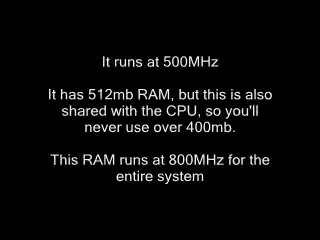 It runs at 500MHz
It has 512mb RAM, but this is also
shared with the CPU, so you'll
never use over 400mb.
This RAM runs at 800MHz for the
entire system